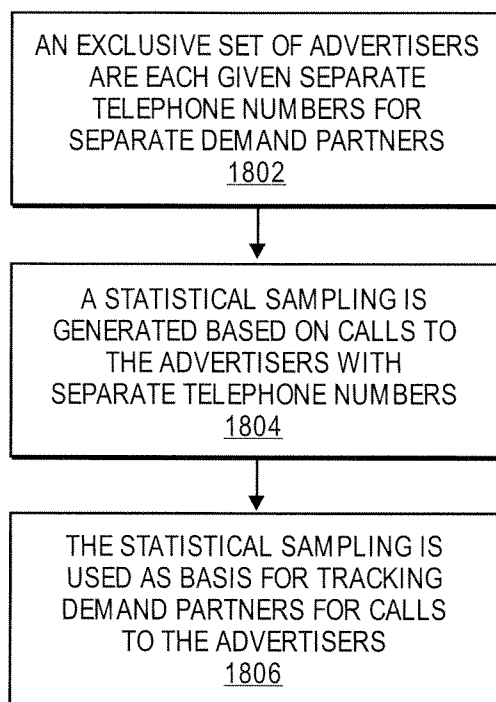 AN EXCLUSIVE SET OF ADVERTISERS
ARE EACH GIVEN SEPARATE
TELEPHONE NUMBERS FOR
SEPARATE DEMAND PARTNERS
1802
A STATISTICAL SAMPLING IS
GENERATED BASED ON CALLS TO
THE ADVERTISERS WITH
SEPARATE TELEPHONE NUMBERS
1804
THE STATISTICAL SAMPLING IS
USED AS BASIS FOR TRACKING
DEMAND PARTNERS FOR CALLS
TO THE ADVERTISERS
1806